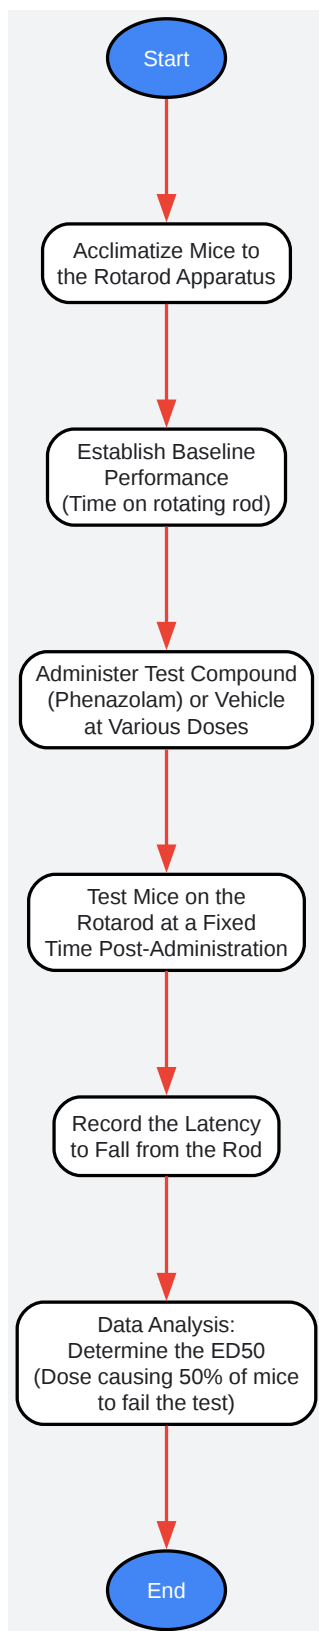 Start
Acclimatize Mice to
the Rotarod Apparatus
Establish Baseline
Performance
(Time on rotating rod)
Administer Test Compound
(Phenazolam) or Vehicle
at Various Doses
Test Mice on the
Rotarod at a Fixed
Time Post-Administration
Record the Latency
to Fall from the Rod
Data Analysis:
Determine the ED50
(Dose causing 50% of mice
to fail the test)
End